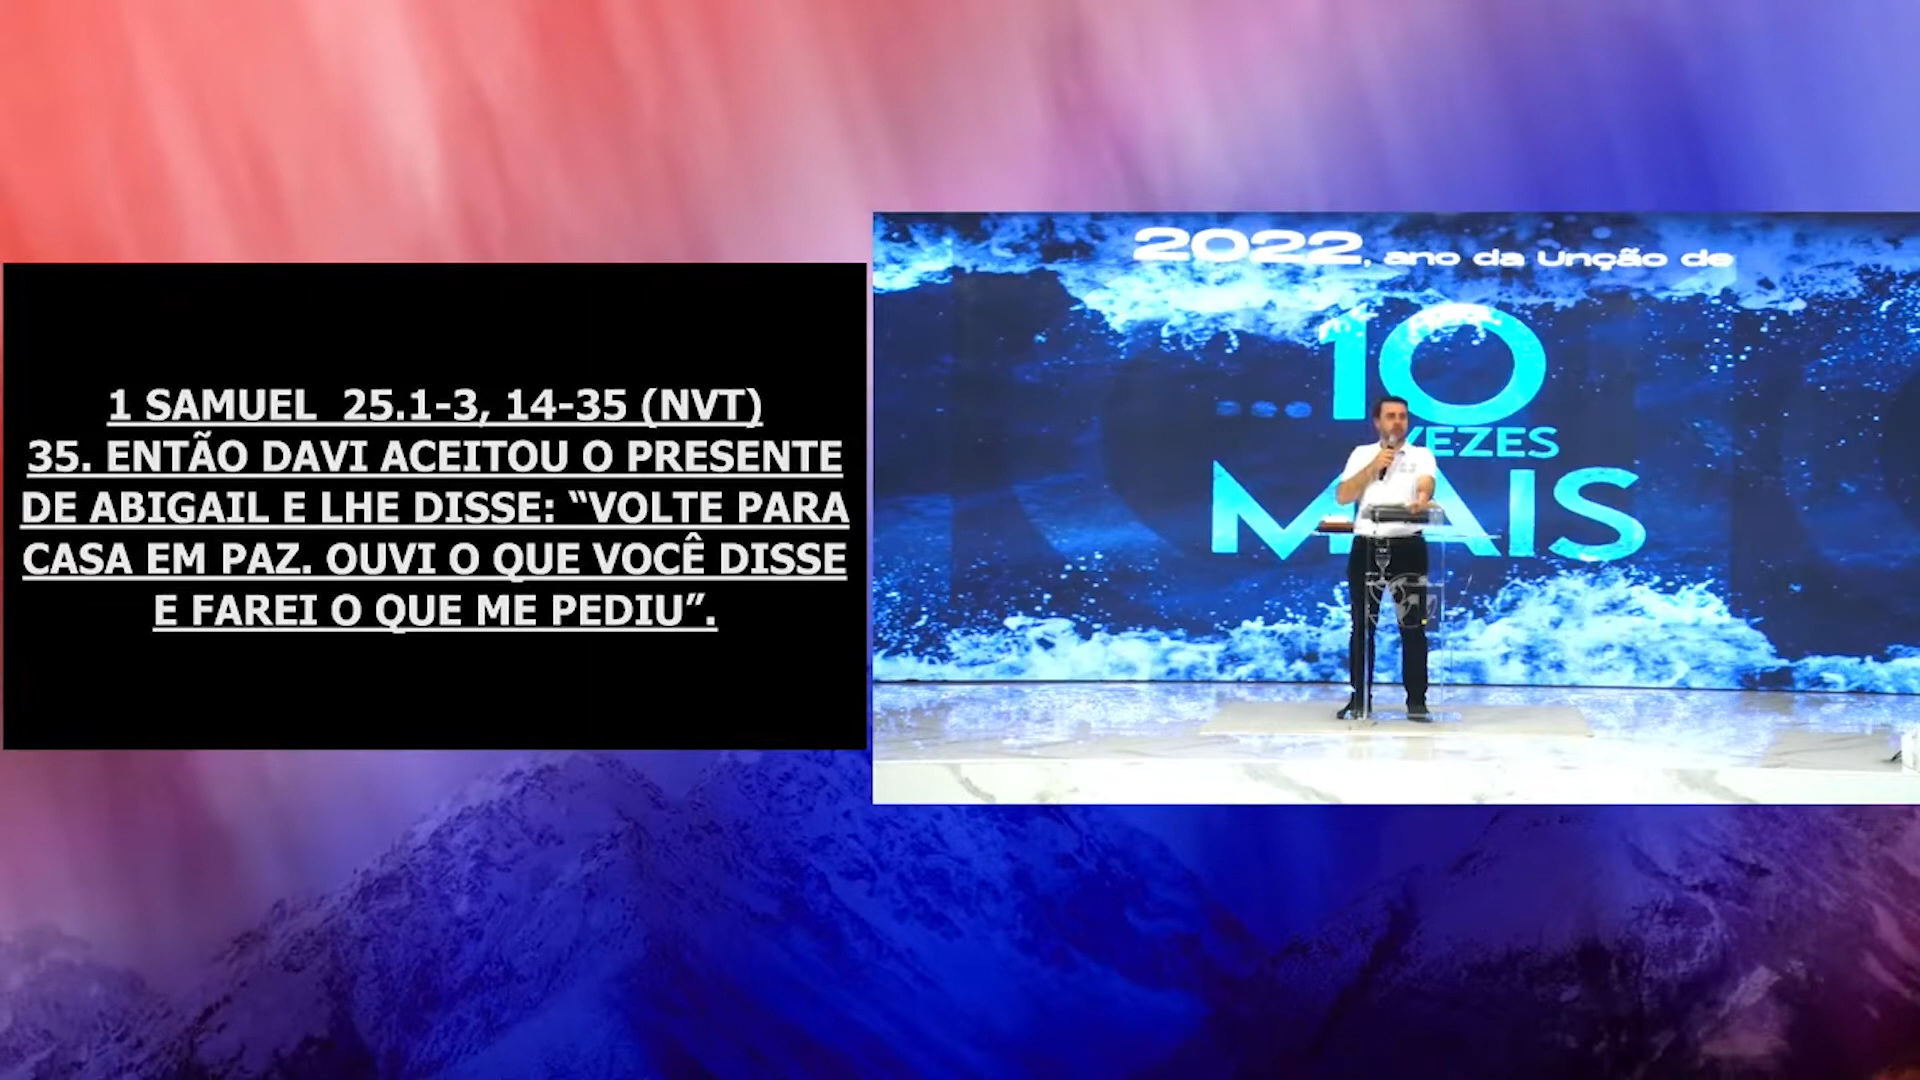 1 SAMUEL 25.1-3, 14-35 (NVT)
35. ENTÃO DAVI ACEITOU O PRESENTE
DE ABIGAIL E LHE DISSE: “VOLTE PARA
CASA EM PAZ. OUVI O QUE VOCÊ DISSE
E FAREI O QUE ME PEDIU”.
2022, ano da Unção de
...10
VEZES
MAIS